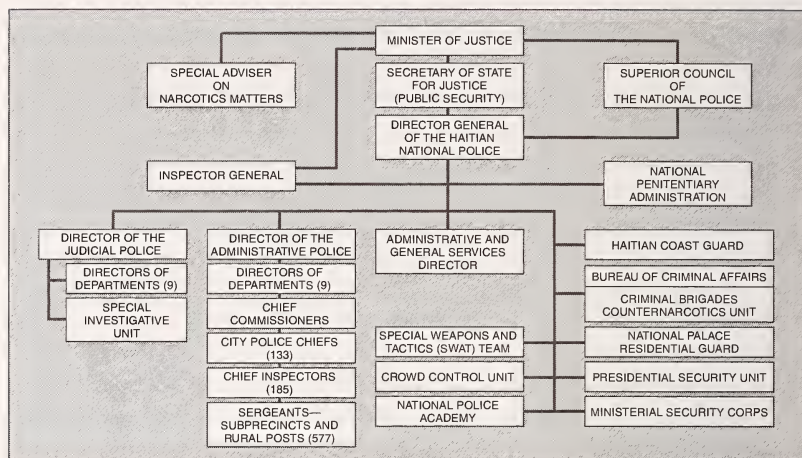 MINISTER OF JUSTICE
SPECIAL ADVISER
ON
NARCOTICS MATTERS
SECRETARY OF STATE
FOR JUSTICE
(PUBLIC SECURITY)
SUPERIOR COUNCIL
OF
THE NATIONAL POLICE
DIRECTOR GENERAL
OF THE HAITIAN
NATIONAL POLICE
INSPECTOR GENERAL
NATIONAL
PENITENTIARY
ADMINISTRATION
DIRECTOR OF THE
JUDICIAL POLICE
DIRECTORS OF
DEPARTMENTS (9)
SPECIAL
INVESTIGATIVE
UNIT
DIRECTOR OF THE
ADMINISTRATIVE POLICE
DIRECTORS OF
DEPARTMENTS (9)
CHIEF
COMMISSIONERS
CITY POLICE CHIEFS
(133)
CHIEF INSPECTORS
(185)
SERGEANTS—
SUBPRECINCTS AND
RURAL POSTS (577)
ADMINISTRATIVE AND
GENERAL SERVICES
DIRECTOR
SPECIAL WEAPONS AND
TACTICS (SWAT) TEAM
CROWD CONTROL UNIT
NATIONAL POLICE
ACADEMY
HAITIAN COAST GUARD
BUREAU OF CRIMINAL AFFAIRS
CRIMINAL BRIGADES
COUNTERNARCOTICS UNIT
NATIONAL PALACE
RESIDENTIAL GUARD
PRESIDENTIAL SECURITY UNIT
MINISTERIAL SECURITY CORPS